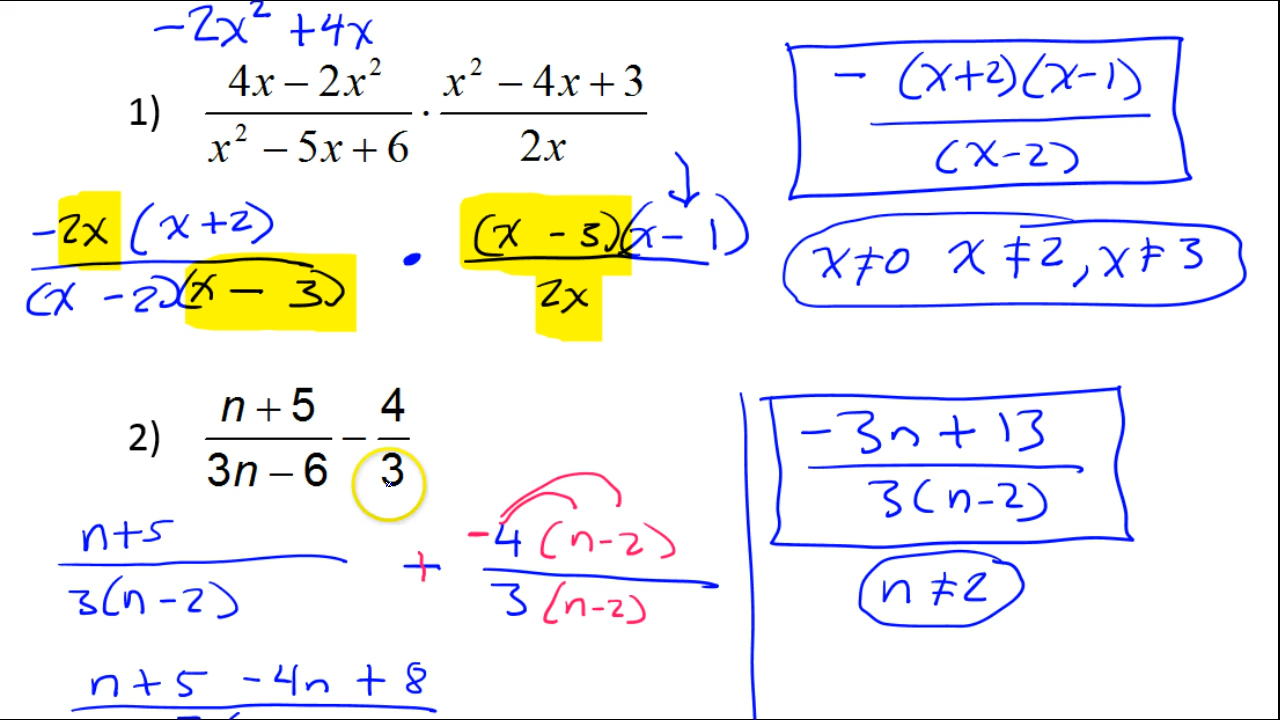 -2x² + 4x
1) (4x − 2x²)/(x² − 5x + 6) · (x² − 4x + 3)/(2x)
(-2x(x+2))/((x-2)(x-3)) · ((x-3)(x-1))/(2x)
-((x+2)(x-1))/((x-2))
x≠0 x≠2, x≠3
2) (n + 5)/(3n − 6) − 4/3
(n+5)/(3(n-2)) + (-4(n-2))/(3(n-2))
n + 5 -4n + 8
(-3n + 13)/(3(n-2))
n≠2